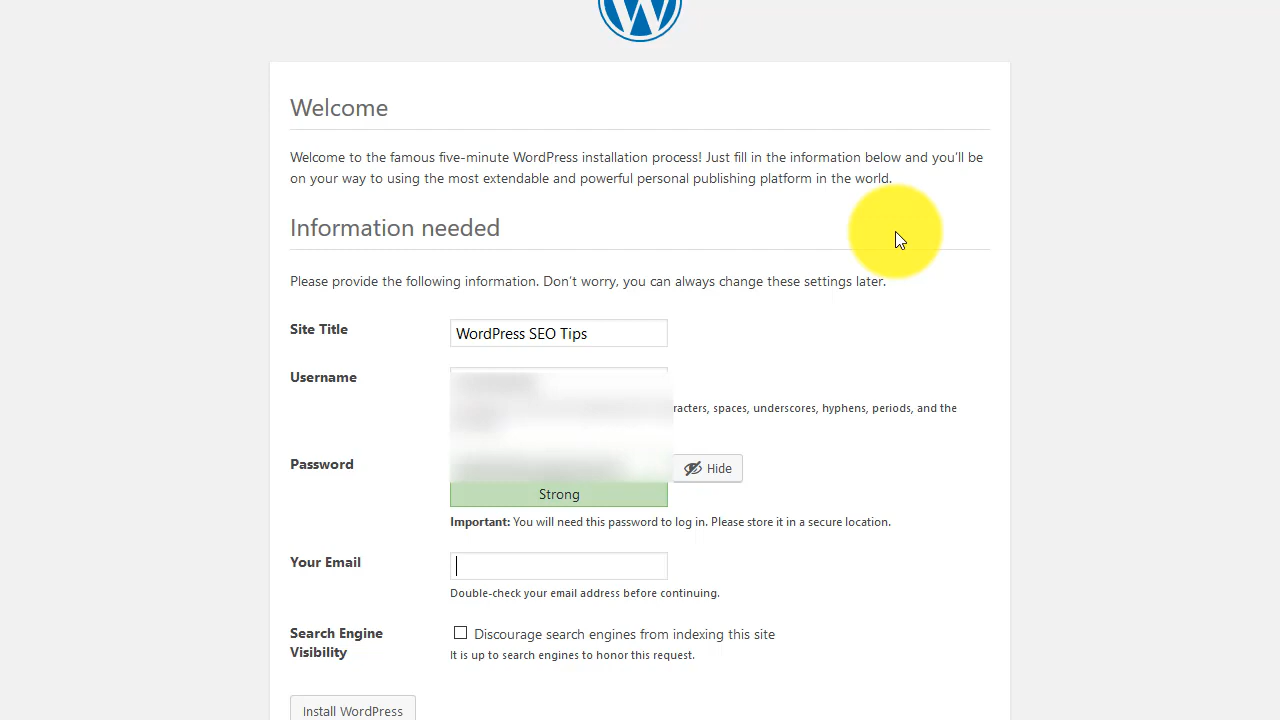 W
Welcome
Welcome to the famous five-minute WordPress installation process! Just fill in the information below and you'll be
on your way to using the most extendable and powerful personal publishing platform in the world.
Information needed
Please provide the following information. Don't worry, you can always change these settings later.
Site Title
WordPress SEO Tips
Username
racters, spaces, underscores, hyphens, periods, and the
Password
Hide
Strong
Important: You will need this password to log in. Please store it in a secure location.
Your Email
Double-check your email address before continuing.
Search Engine
Visibility
Discourage search engines from indexing this site
It is up to search engines to honor this request.
Install WordPress